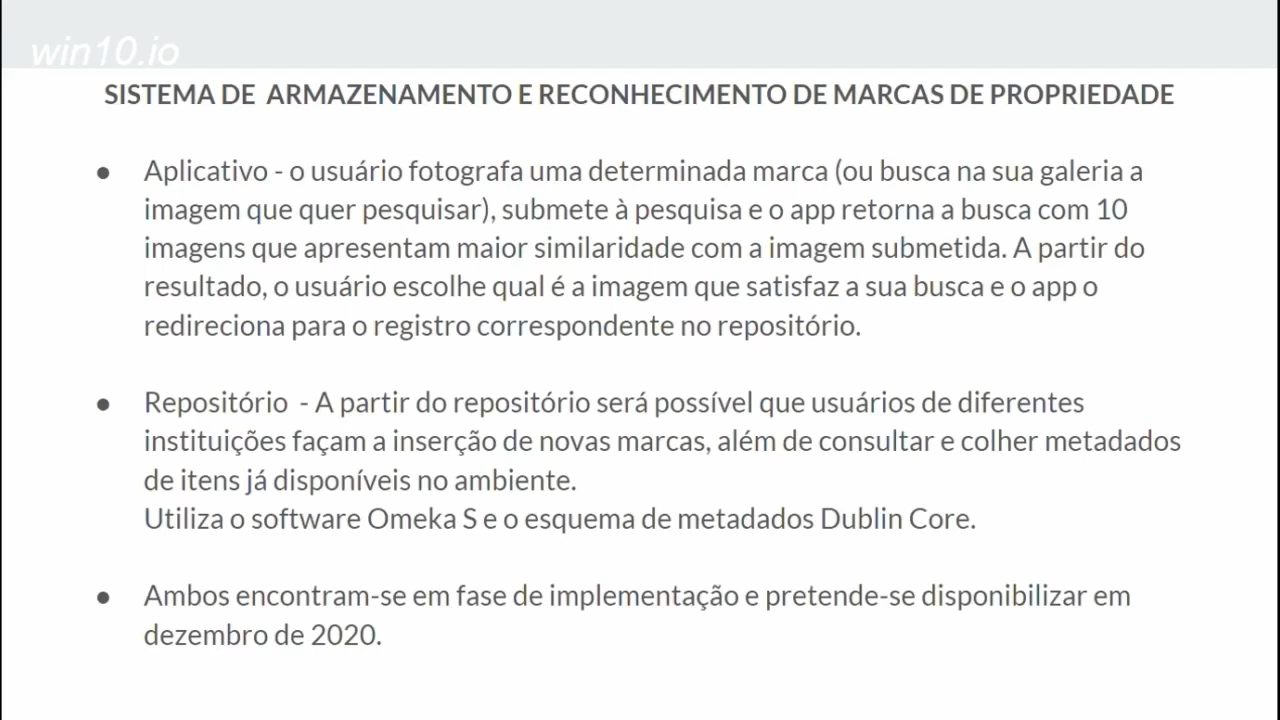 win10.io
SISTEMA DE ARMAZENAMENTO E RECONHECIMENTO DE MARCAS DE PROPRIEDADE
● Aplicativo - o usuário fotografa uma determinada marca (ou busca na sua galeria a
imagem que quer pesquisar), submete à pesquisa e o app retorna a busca com 10
imagens que apresentam maior similaridade com a imagem submetida. A partir do
resultado, o usuário escolhe qual é a imagem que satisfaz a sua busca e o app o
redireciona para o registro correspondente no repositório.
● Repositório - A partir do repositório será possível que usuários de diferentes
instituições façam a inserção de novas marcas, além de consultar e colher metadados
de itens já disponíveis no ambiente.
Utiliza o software Omeka S e o esquema de metadados Dublin Core.
● Ambos encontram-se em fase de implementação e pretende-se disponibilizar em
dezembro de 2020.